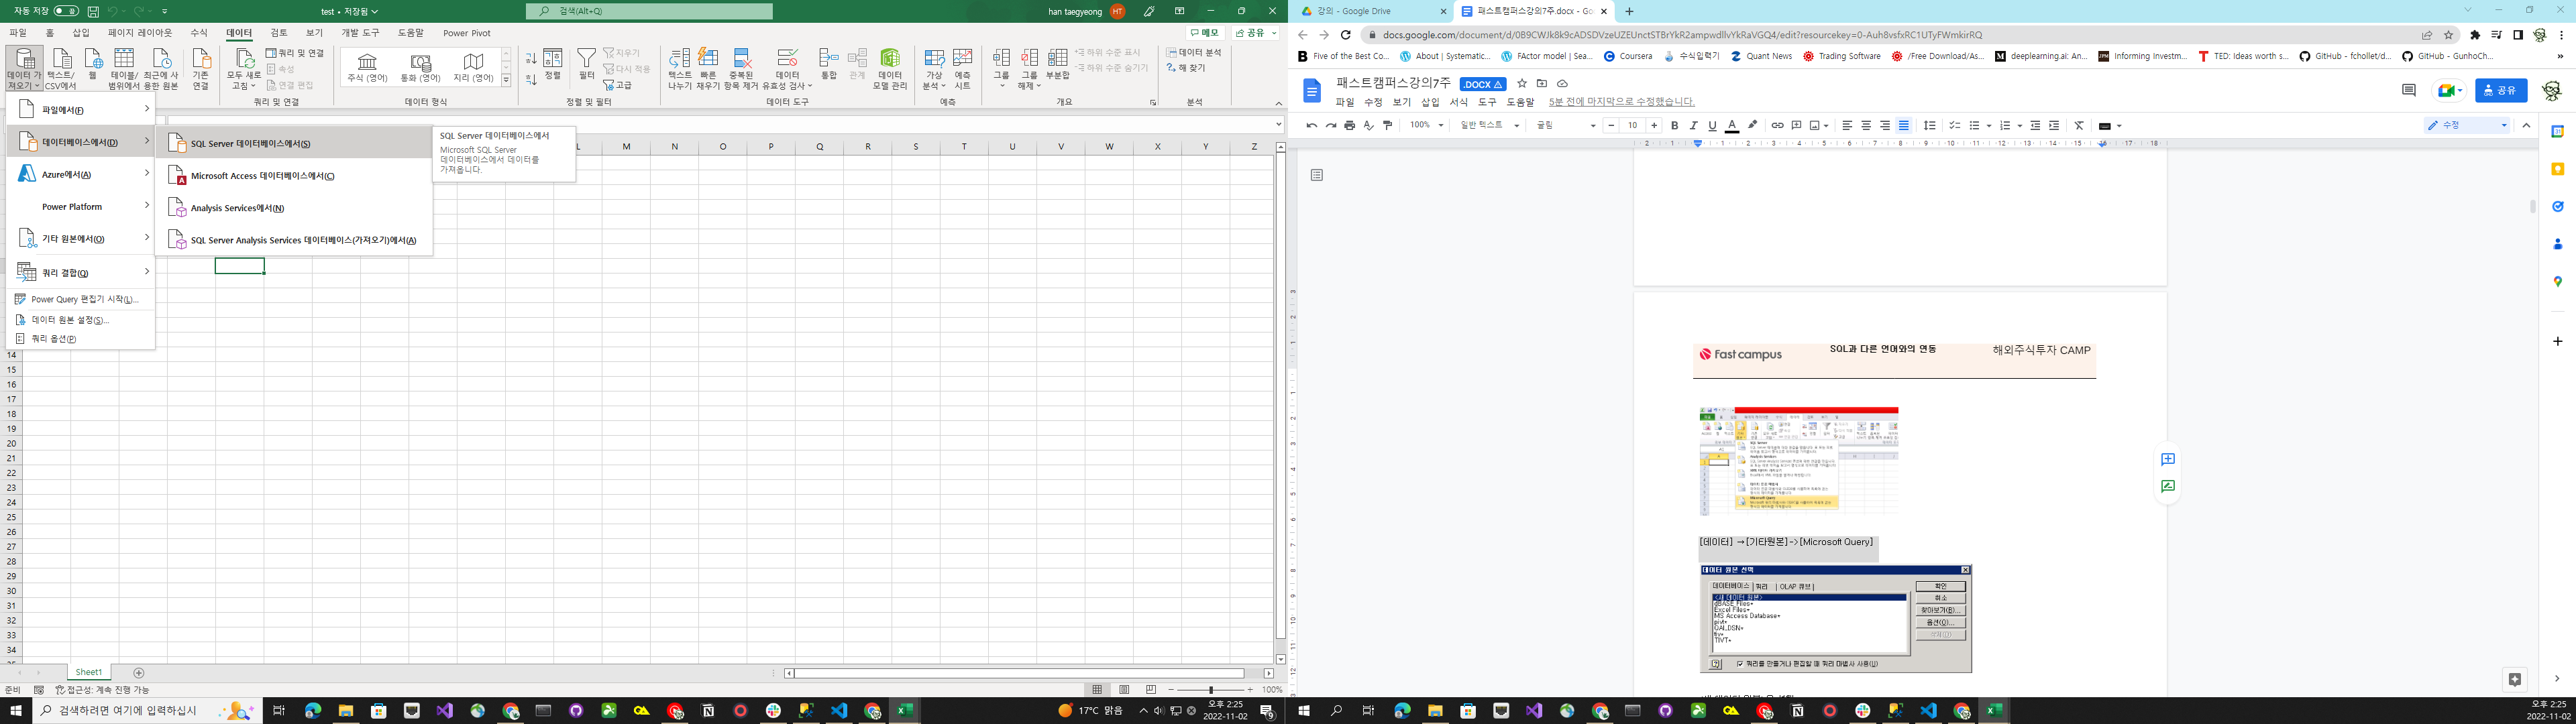 자동 저장
test • 저장됨
검색(Alt+Q)
han taegyeong
HT
파일 홈 삽입 페이지 레이아웃 수식 데이터 검토 보기 개발 도구 도움말 Power Pivot
메모 공유
데이터 가져오기
텍스트/CSV에서
웹
테이블/범위에서
최근에 사용한 원본
기존 연결
모두 새로 고침
쿼리 및 연결
속성
연결 편집
쿼리 및 연결
주식 (영어)
통화 (영어)
지리 (영어)
데이터 형식
정렬
필터
지우기
다시 적용
고급
정렬 및 필터
텍스트 나누기
빠른 채우기
중복된 항목 제거
데이터 유효성 검사
통합
관계
데이터 모델 관리
데이터 도구
가상 분석
예측 시트
예측
그룹
그룹 해제
부분합
하위 수준 표시
하위 수준 숨기기
개요
데이터 분석
해 찾기
분석
파일에서(F)
데이터베이스에서(D)
Azure에서(A)
Power Platform
기타 원본에서(O)
쿼리 결합(Q)
Power Query 편집기 시작(L)...
데이터 원본 설정(S)...
쿼리 옵션(P)
SQL Server 데이터베이스에서(S)
Microsoft Access 데이터베이스에서(C)
Analysis Services에서(N)
SQL Server Analysis Services 데이터베이스(가져오기)에서(A)
SQL Server 데이터베이스에서
Microsoft SQL Server
데이터베이스에서 데이터를
가져옵니다.
L M N O P Q R S T U V W X Y Z
14
15
16
17
18
19
20
21
22
23
24
25
26
27
28
29
30
31
32
33
34
Sheet1
준비
접근성: 계속 진행 가능
100%
검색하려면 여기에 입력하십시
17°C 맑음
오후 2:25
2022-11-02
강의 - Google Drive
패스트캠퍼스강의7주.docx - Go
docs.google.com/document/d/0B9CWJk8k9cADSDVzeUZEUnctSTBrYkR2ampwdllvYkRaVGQ4/edit?resourcekey=0-Auh8vsfxRC1UTyFWmkirRQ
Five of the Best Co...
About | Systematic...
FActor model | Sea...
Coursera
수식입력기
Quant News
Trading Software
/Free Download/As...
deeplearning.ai: An...
Informing Investm...
TED: Ideas worth s...
GitHub - fchollet/d...
GitHub - GunhoCh...
패스트캠퍼스강의7주
.DOCX
파일 수정 보기 삽입 서식 도구 도움말
5분 전에 마지막으로 수정했습니다.
공유
100%
일반 텍스트
굴림
10
수정
Fast campus
SQL과 다른 언어와의 연동
해외주식투자 CAMP
[데이터] →[기타원본]->[Microsoft Query]
데이터 원본 선택
데이터베이스 쿼리 OLAP 큐브
<새 데이터 원본>
dBASE Files*
Excel Files*
MS Access Database*
QAI_DSN*
TIVT*
확인
취소
찾아보기(B)...
옵션(O)...
삭제(D)
쿼리를 만들거나 편집할 때 쿼리 마법사 사용(U)
오후 2:25
2022-11-02